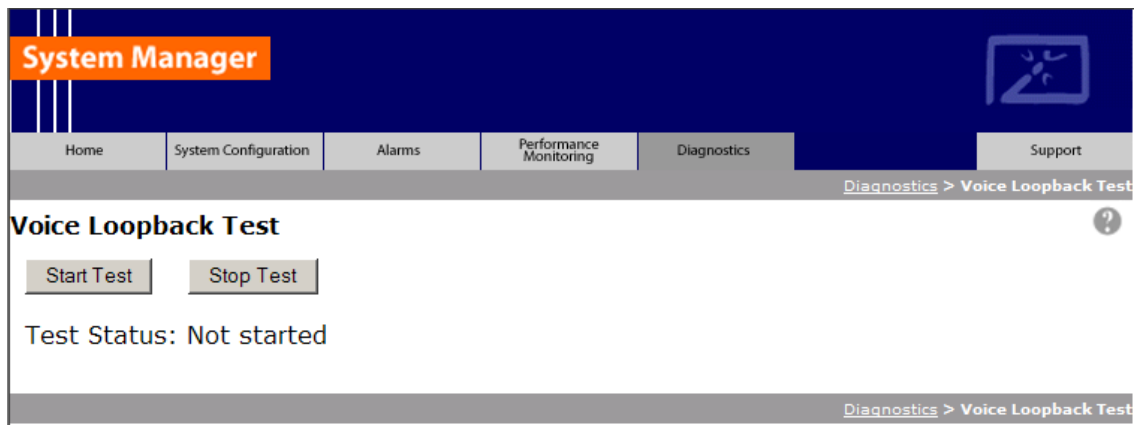 System Manager
Home System Configuration Alarms Performance Monitoring Diagnostics Support
Diagnostics > Voice Loopback Test
Voice Loopback Test
?
Start Test Stop Test
Test Status: Not started
Diagnostics > Voice Loopback Test